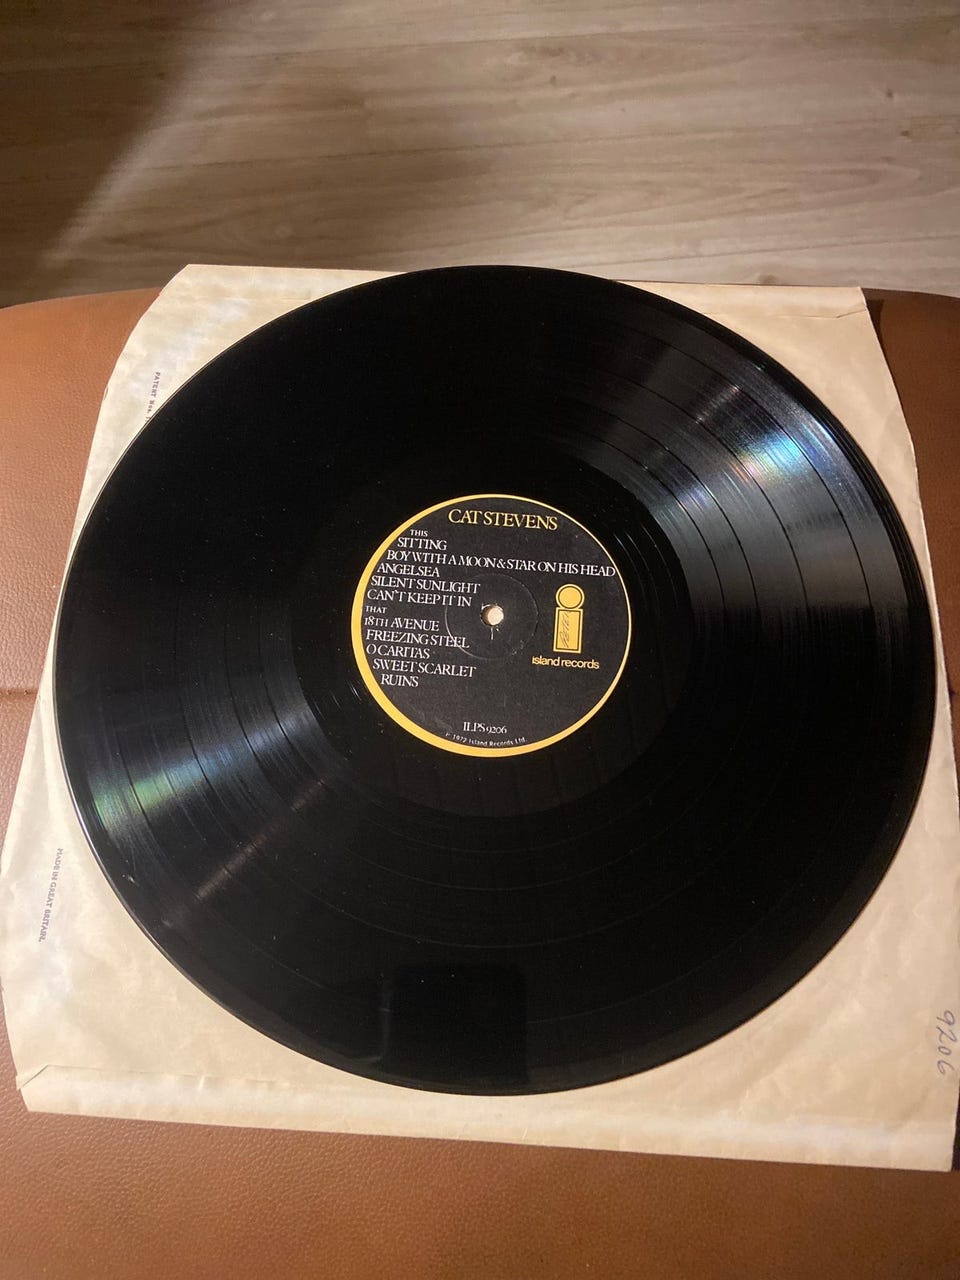 PATENT Nos.
CAT STEVENS
THIS
SITTING
BOY WITH A MOON & STAR ON HIS HEAD
ANGELSEA
SILENT SUNLIGHT
CAN'T KEEP IT IN
THAT
18TH AVENUE
FREEZING STEEL
O CARITAS
SWEET SCARLET
RUINS
island records
ILPS 9206
℗ 1972 Island Records Ltd.
MADE IN GREAT BRITAIN.
9206